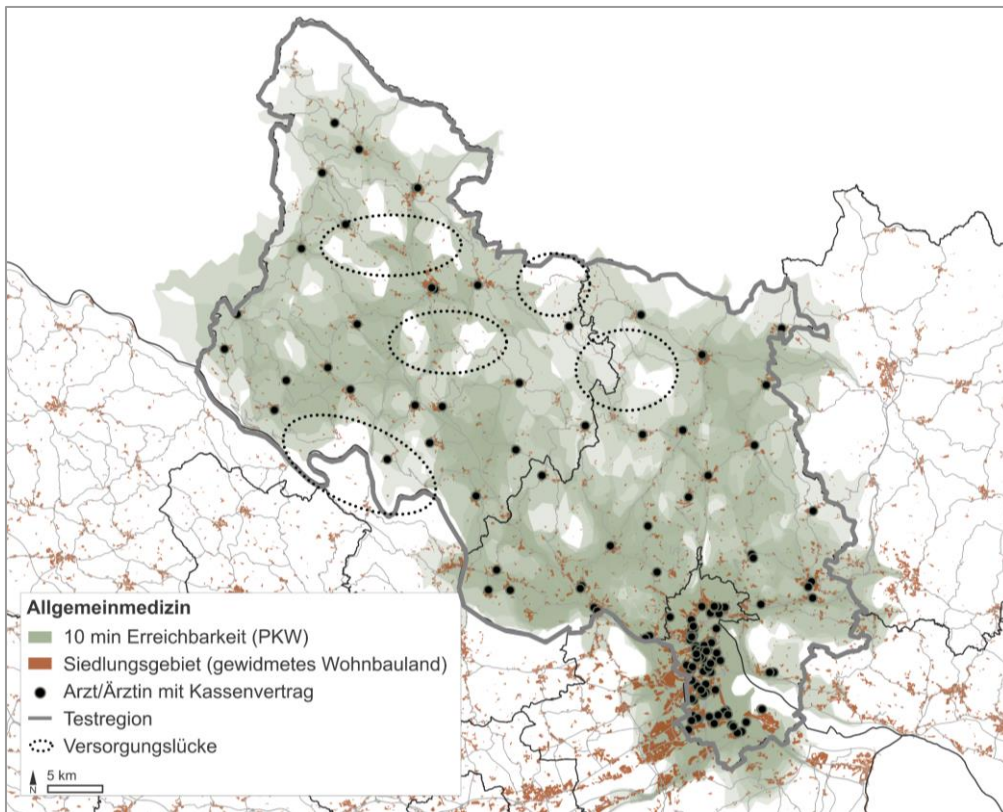 Allgemeinmedizin
10 min Erreichbarkeit (PKW)
Siedlungsgebiet (gewidmetes Wohnbauland)
Arzt/Ärztin mit Kassenvertrag
Testregion
Versorgungslücke
5 km
N